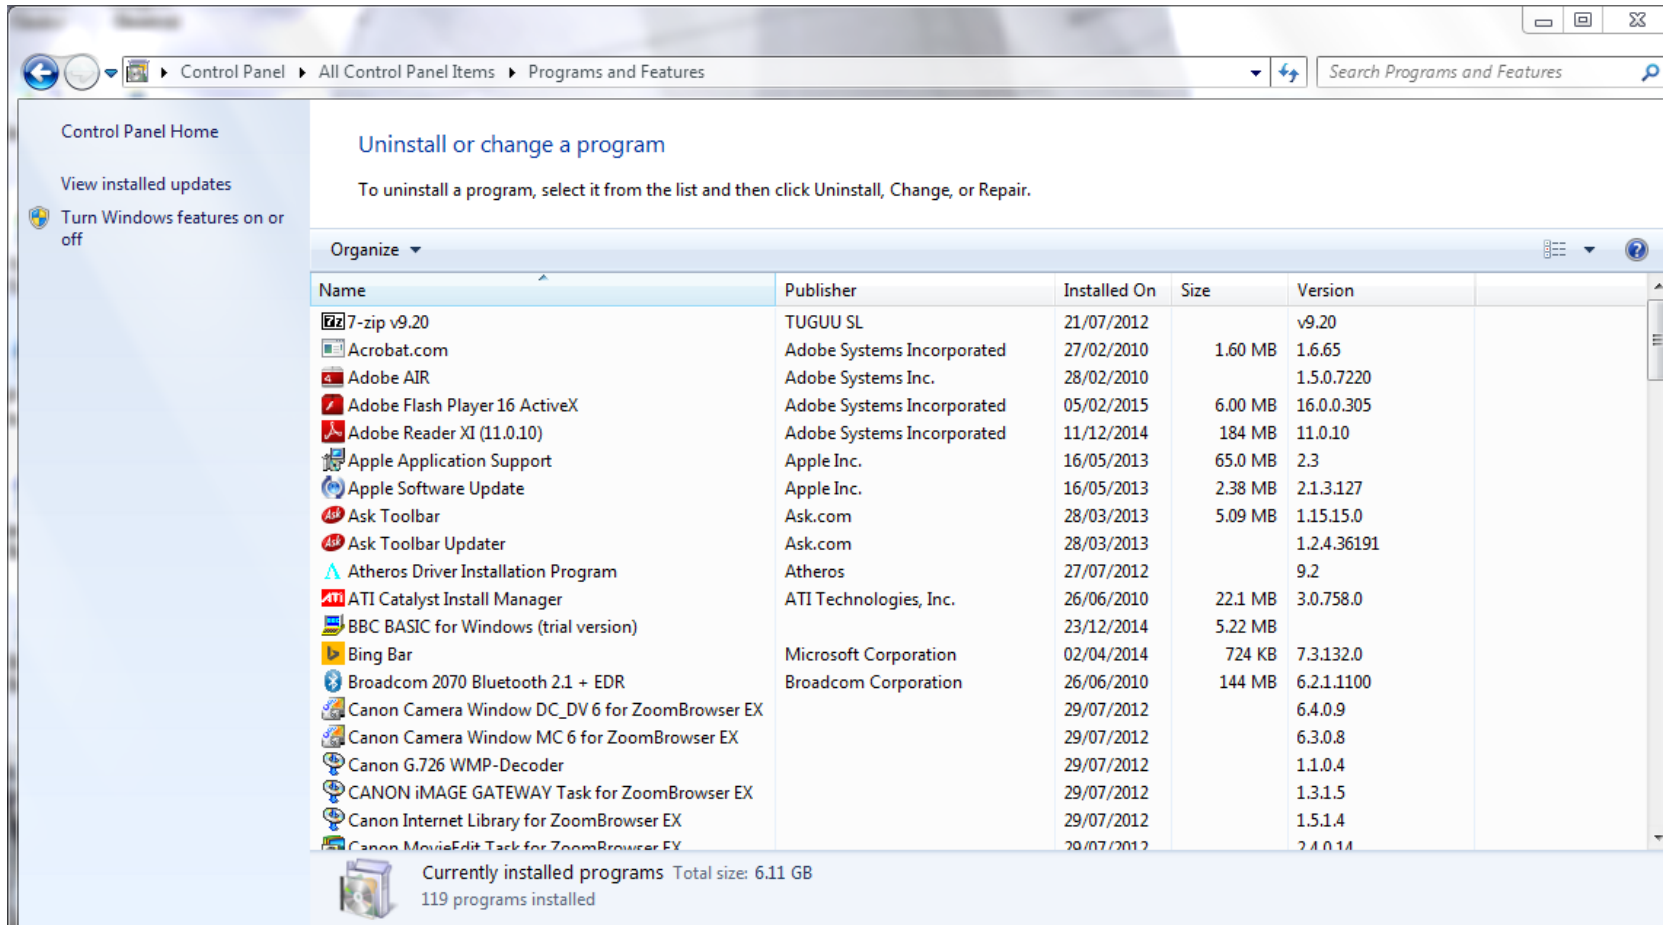 Control Panel All Control Panel Items Programs and Features Search Programs and Features
Control Panel Home
View installed updates
Turn Windows features on or
off
Uninstall or change a program
To uninstall a program, select it from the list and then click Uninstall, Change, or Repair.
Organize
Name Publisher Installed On Size Version
7-zip v9.20 TUGUU SL 21/07/2012 v9.20
Acrobat.com Adobe Systems Incorporated 27/02/2010 1.60 MB 1.6.65
Adobe AIR Adobe Systems Inc. 28/02/2010 1.5.0.7220
Adobe Flash Player 16 ActiveX Adobe Systems Incorporated 05/02/2015 6.00 MB 16.0.0.305
Adobe Reader XI (11.0.10) Adobe Systems Incorporated 11/12/2014 184 MB 11.0.10
Apple Application Support Apple Inc. 16/05/2013 65.0 MB 2.3
Apple Software Update Apple Inc. 16/05/2013 2.38 MB 2.1.3.127
Ask Toolbar Ask.com 28/03/2013 5.09 MB 1.15.15.0
Ask Toolbar Updater Ask.com 28/03/2013 1.2.4.36191
Atheros Driver Installation Program Atheros 27/07/2012 9.2
ATI Catalyst Install Manager ATI Technologies, Inc. 26/06/2010 22.1 MB 3.0.758.0
BBC BASIC for Windows (trial version) 23/12/2014 5.22 MB
Bing Bar Microsoft Corporation 02/04/2014 724 KB 7.3.132.0
Broadcom 2070 Bluetooth 2.1 + EDR Broadcom Corporation 26/06/2010 144 MB 6.2.1.1100
Canon Camera Window DC_DV 6 for ZoomBrowser EX 29/07/2012 6.4.0.9
Canon Camera Window MC 6 for ZoomBrowser EX 29/07/2012 6.3.0.8
Canon G.726 WMP-Decoder 29/07/2012 1.1.0.4
CANON iMAGE GATEWAY Task for ZoomBrowser EX 29/07/2012 1.3.1.5
Canon Internet Library for ZoomBrowser EX 29/07/2012 1.5.1.4
Canon MovieEdit Task for ZoomBrowser EX 29/07/2012 2.4.0.14
Currently installed programs Total size: 6.11 GB
119 programs installed